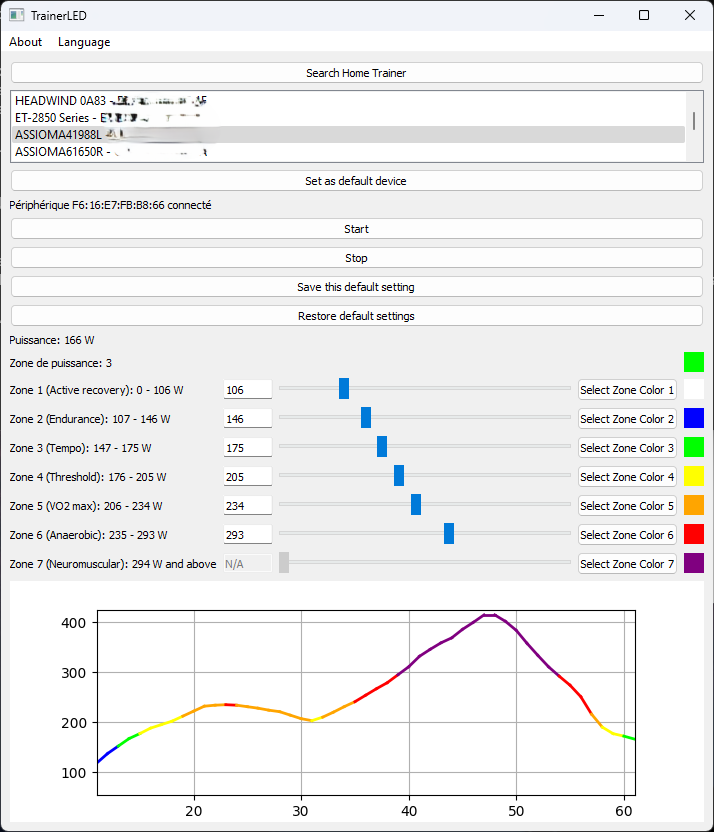 TrainerLED
About Language
Search Home Trainer
HEADWIND 0A83 -
ET-2850 Series -
ASSIOMA41988L
ASSIOMA61650R -
Set as default device
Périphérique F6:16:E7:FB:B8:66 connecté
Start
Stop
Save this default setting
Restore default settings
Puissance: 166 W
Zone de puissance: 3
Zone 1 (Active recovery): 0 - 106 W 106 Select Zone Color 1
Zone 2 (Endurance): 107 - 146 W 146 Select Zone Color 2
Zone 3 (Tempo): 147 - 175 W 175 Select Zone Color 3
Zone 4 (Threshold): 176 - 205 W 205 Select Zone Color 4
Zone 5 (VO2 max): 206 - 234 W 234 Select Zone Color 5
Zone 6 (Anaerobic): 235 - 293 W 293 Select Zone Color 6
Zone 7 (Neuromuscular): 294 W and above N/A Select Zone Color 7
400
300
200
100
20 30 40 50 60